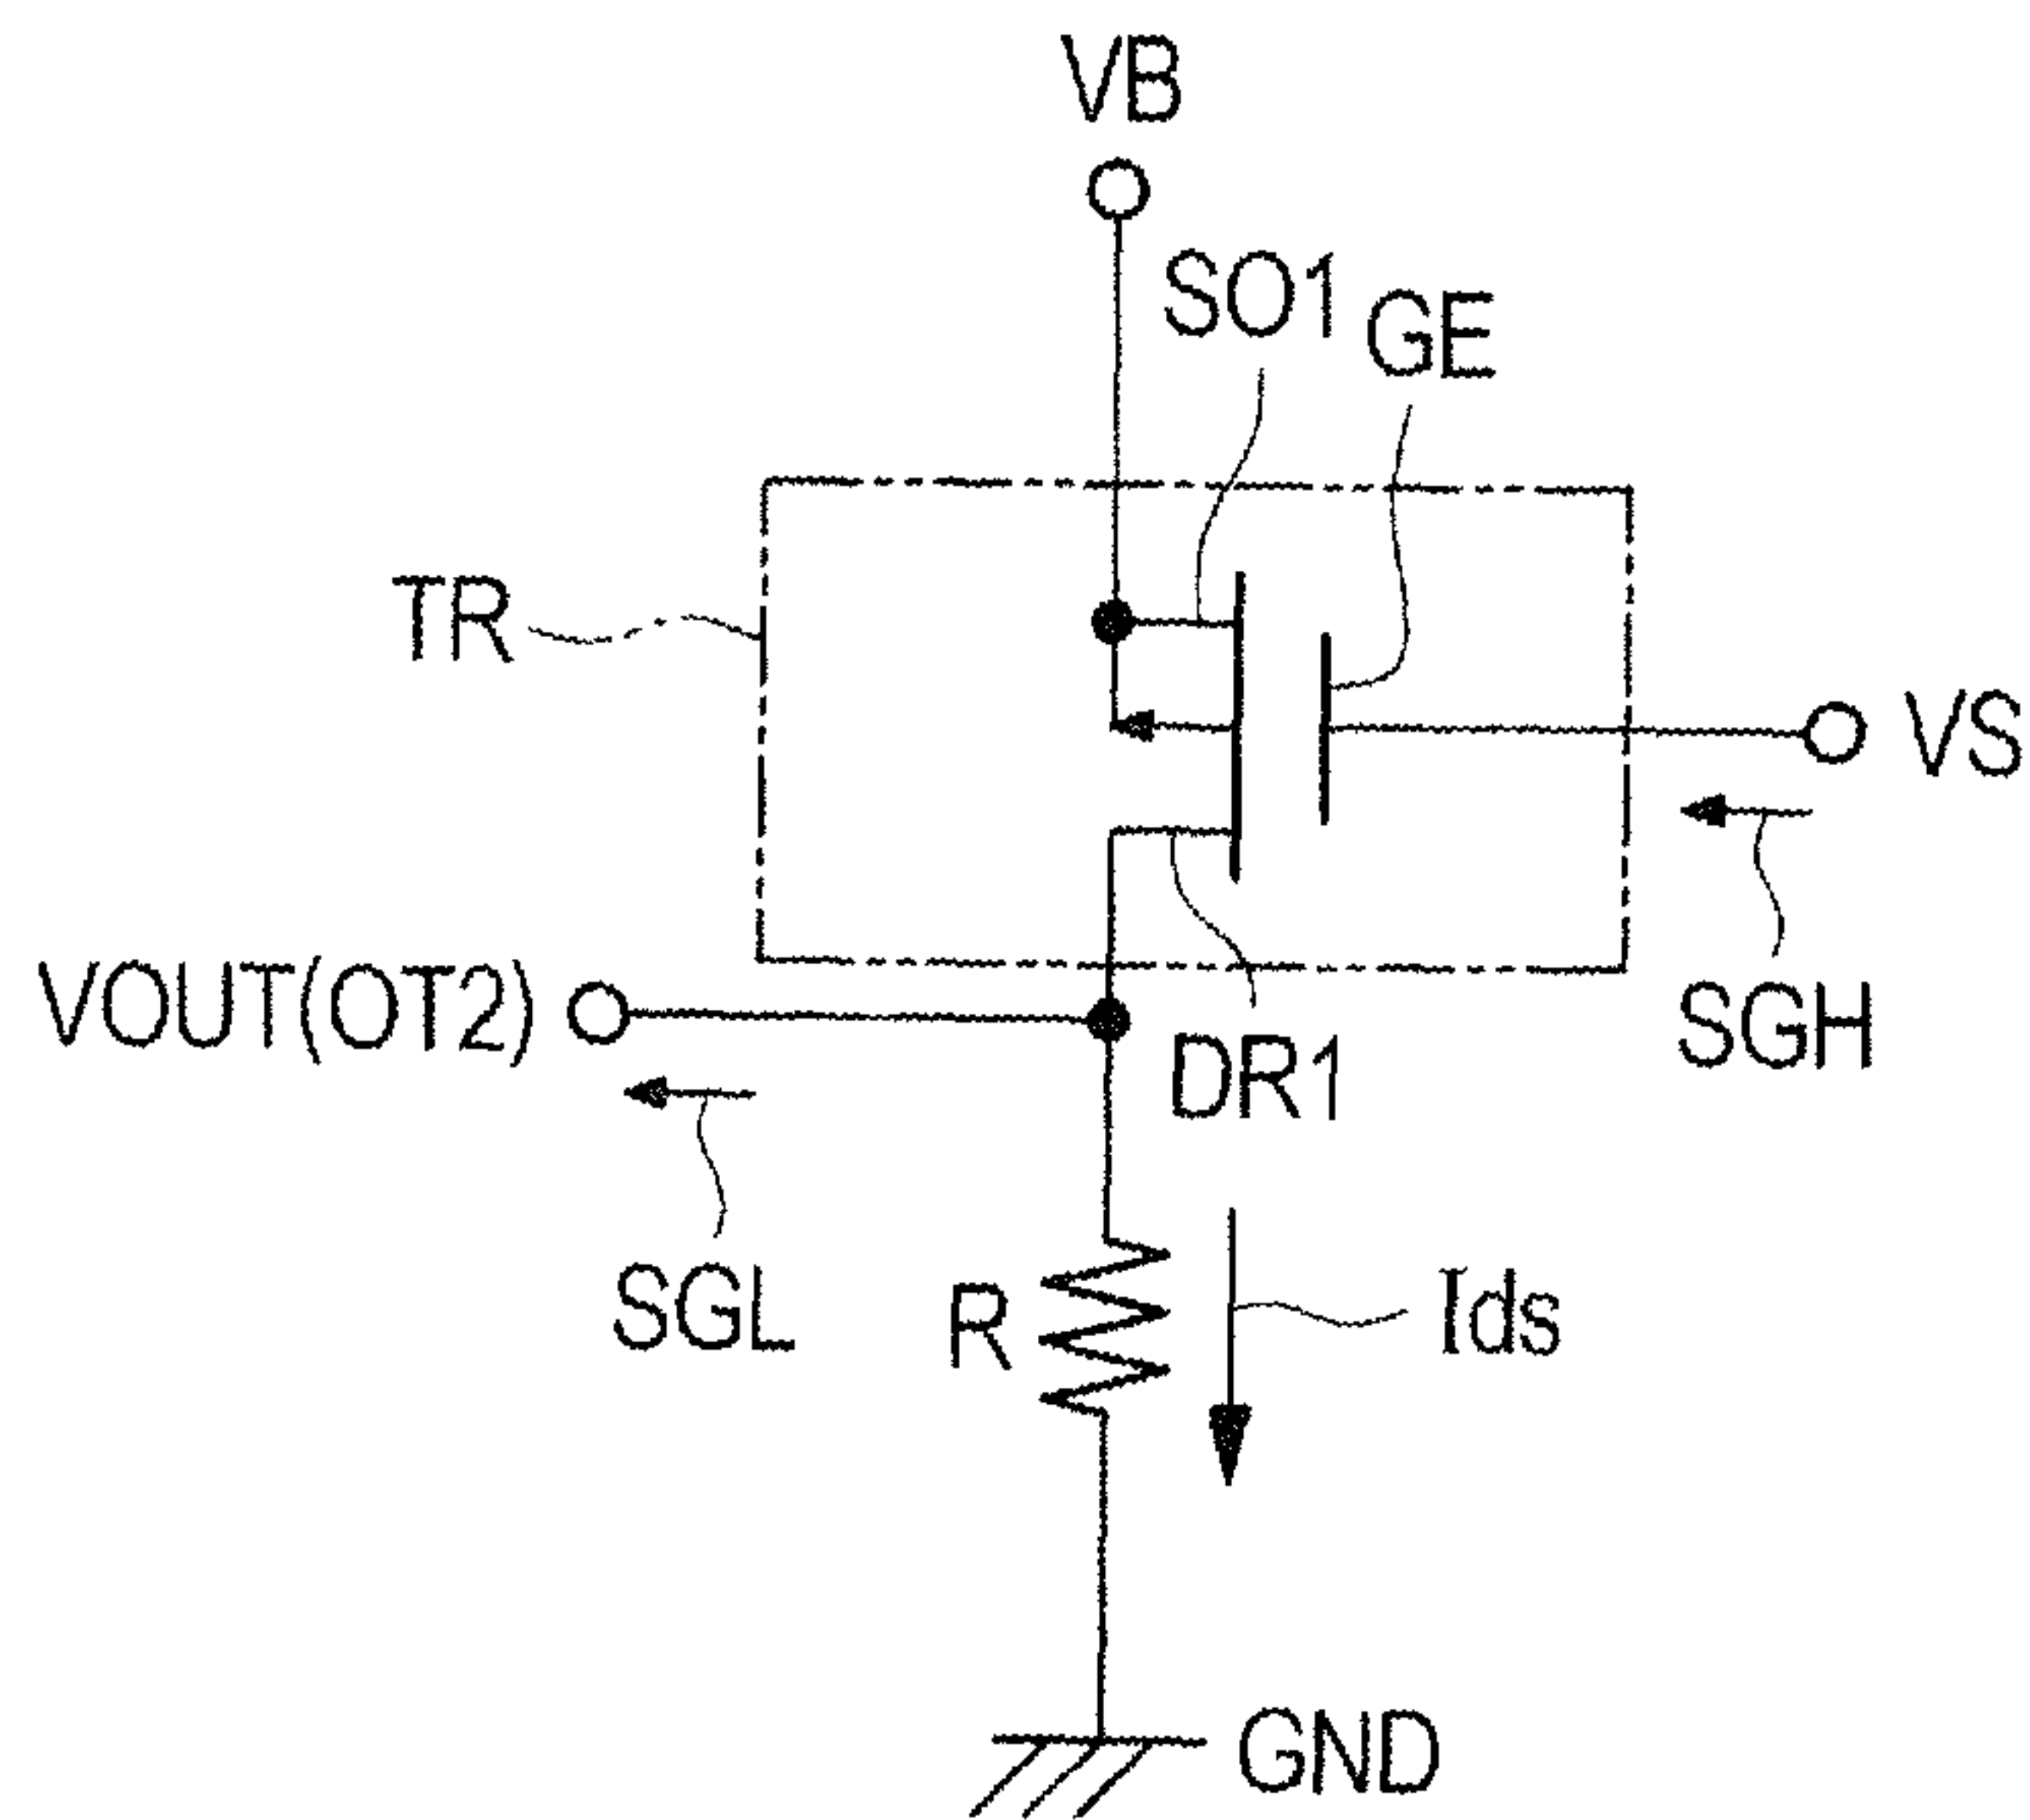 VB
SO1
GE
TR
VS
VOUT(OT2)
SGH
DR1
SGL
R
Ids
GND